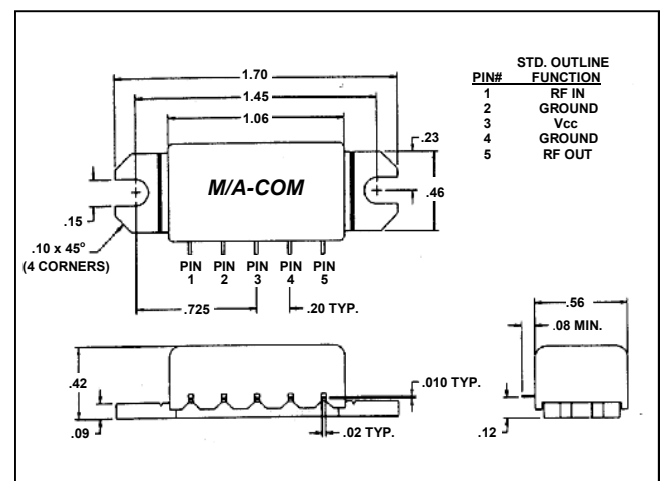 1.70
1.45
1.06
.23
.46
M/A-COM
.15
.10 x 45°
(4 CORNERS)
PIN PIN PIN PIN PIN
1 2 3 4 5
.725
.20 TYP.
STD. OUTLINE
PIN# FUNCTION
1 RF IN
2 GROUND
3 Vcc
4 GROUND
5 RF OUT
.42
.09
.010 TYP.
.02 TYP.
.56
.08 MIN.
.12